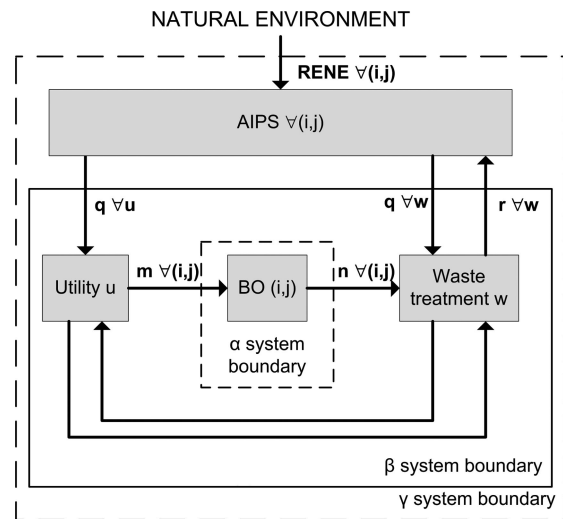 NATURAL ENVIRONMENT
RENE ∀(i,j)
AIPS ∀(i,j)
q ∀u
q ∀w
r ∀w
Utility u
m ∀(i,j)
BO (i,j)
n ∀(i,j)
Waste
treatment w
α system
boundary
β system boundary
γ system boundary